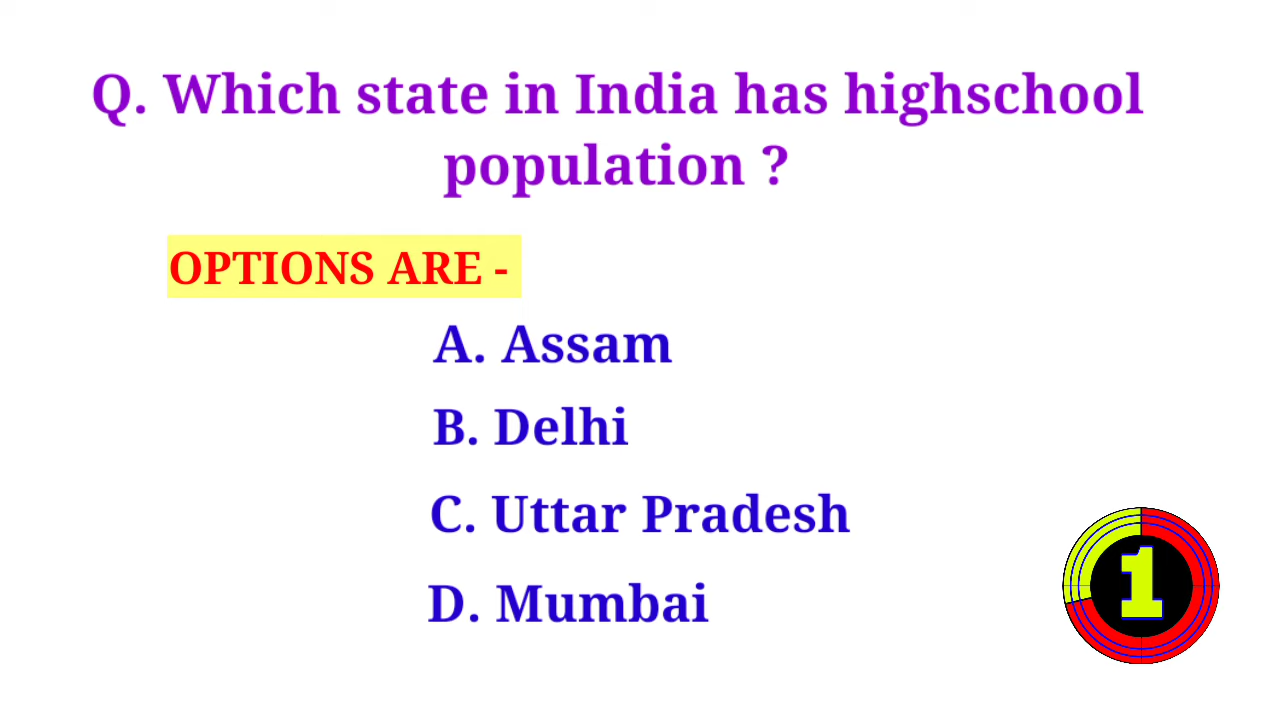 Q. Which state in India has highschool
population ?
OPTIONS ARE -
A. Assam
B. Delhi
C. Uttar Pradesh
D. Mumbai
1